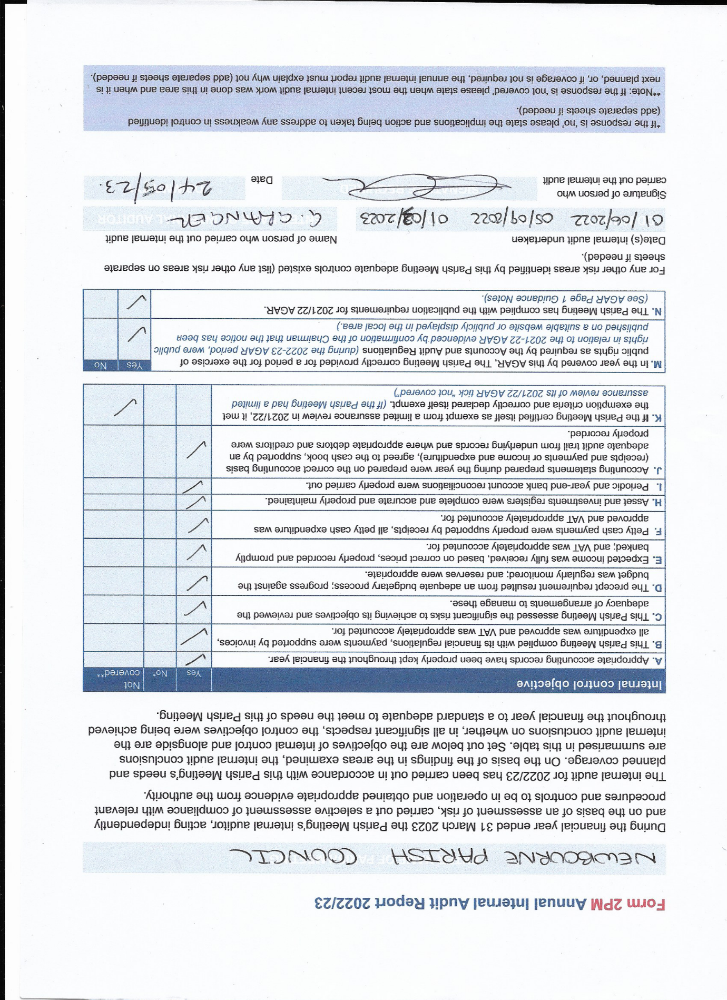 Form 2PM Annual Internal Audit Report 2022/23
NEWBOURNE PARISH COUNCIL
During the financial year ended 31 March 2023 the Parish Meeting's internal auditor, acting independently
and on the basis of an assessment of risk, carried out a selective assessment of compliance with relevant
procedures and controls to be in operation and obtained appropriate evidence from the authority.
The internal audit for 2022/23 has been carried out in accordance with this Parish Meeting's needs and
planned coverage. On the basis of the findings in the areas examined, the internal audit conclusions
are summarised in this table. Set out below are the objectives of internal control and alongside are the
internal audit conclusions on whether, in all significant respects, the control objectives were being achieved
throughout the financial year to a standard adequate to meet the needs of this Parish Meeting.
Internal control objective Yes No* Not covered**
A. Appropriate accounting records have been properly kept throughout the financial year. ✓
B. This Parish Meeting complied with its financial regulations, payments were supported by invoices, ✓
all expenditure was approved and VAT was appropriately accounted for.
C. This Parish Meeting assessed the significant risks to achieving its objectives and reviewed the ✓
adequacy of arrangements to manage these.
D. The precept requirement resulted from an adequate budgetary process; progress against the ✓
budget was regularly monitored; and reserves were appropriate.
E. Expected income was fully received, based on correct prices, properly recorded and promptly ✓
banked; and VAT was appropriately accounted for.
F. Petty cash payments were properly supported by receipts, all petty cash expenditure was ✓
approved and VAT appropriately accounted for.
H. Asset and investments registers were complete and accurate and properly maintained. ✓
I. Periodic and year-end bank account reconciliations were properly carried out. ✓
J. Accounting statements prepared during the year were prepared on the correct accounting basis ✓
(receipts and payments or income and expenditure), agreed to the cash book, supported by an
adequate audit trail from underlying records and where appropriate debtors and creditors were
properly recorded.
K. If the Parish Meeting certified itself as exempt from a limited assurance review in 2021/22, it met ✓
the exemption criteria and correctly declared itself exempt. (If the Parish Meeting had a limited
assurance review of its 2021/22 AGAR tick "not covered")
Yes No
M. In the year covered by this AGAR, The Parish Meeting correctly provided for a period for the exercise of ✓
public rights as required by the Accounts and Audit Regulations (during the 2022-23 AGAR period, were public
rights in relation to the 2021-22 AGAR evidenced by confirmation of the Chairman that the notice has been
published on a suitable website or publicly displayed in the local area.)
N. The Parish Meeting has complied with the publication requirements for 2021/22 AGAR. ✓
(See AGAR Page 1 Guidance Notes).
For any other risk areas identified by this Parish Meeting adequate controls existed (list any other risk areas on separate
sheets if needed).
Date(s) internal audit undertaken Name of person who carried out the internal audit
01/06/2022 05/09/2022 01/03/2023 G. GRANGER
Signature of person who
carried out the internal audit Date 24/05/23.
*If the response is 'no', please state the implications and action being taken to address any weakness in control identified
(add separate sheets if needed).
**Note: If the response is 'not covered' please state when the most recent internal audit work was done in this area and when it is
next planned, or, if coverage is not required, the annual internal audit report must explain why not (add separate sheets if needed).